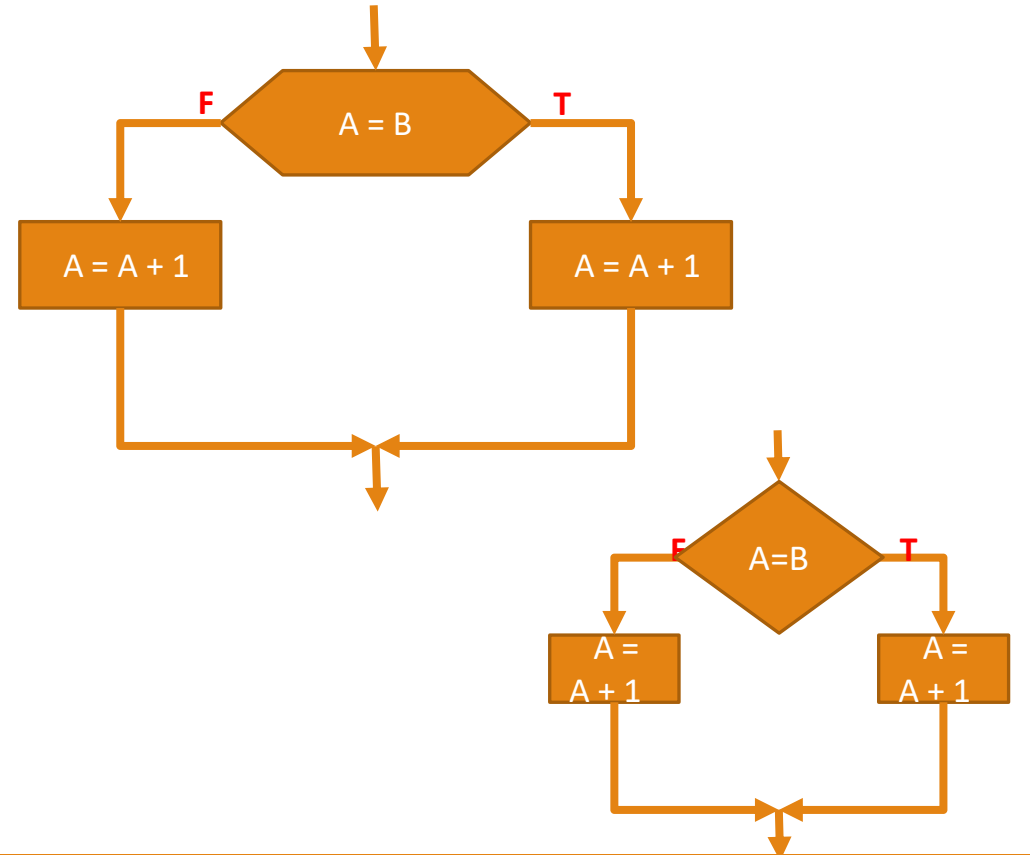 F
T
A = B
A = A + 1
A = A + 1
F
T
A=B
A =
A + 1
A =
A + 1